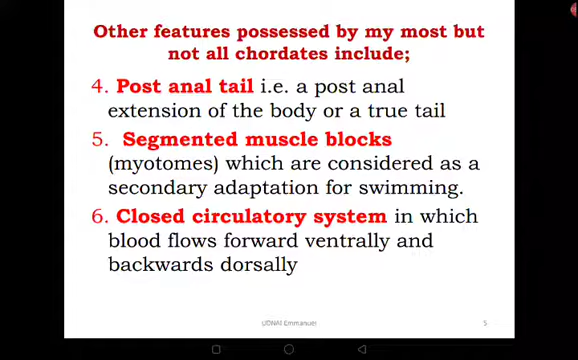 Other features possessed by my most but
not all chordates include;
4. Post anal tail i.e. a post anal
extension of the body or a true tail
5. Segmented muscle blocks
(myotomes) which are considered as a
secondary adaptation for swimming.
6. Closed circulatory system in which
blood flows forward ventrally and
backwards dorsally
Emmanuel
5